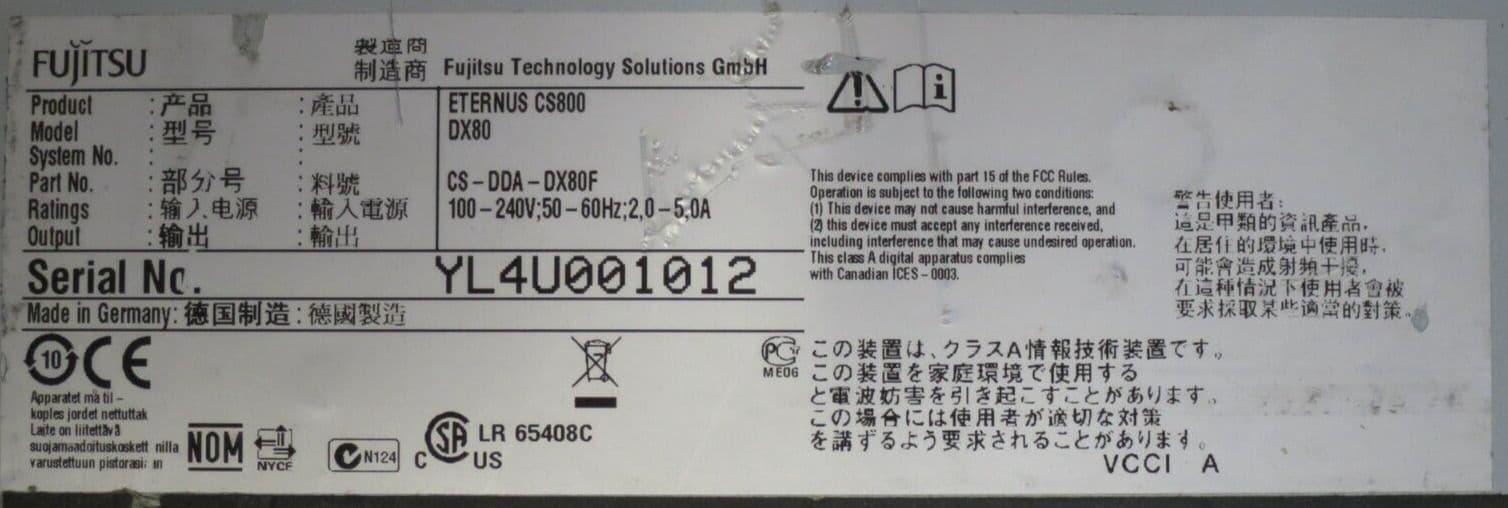 FUJITSU
製造商
制造商 Fujitsu Technology Solutions GmbH
Product : 产品 : 產品 ETERNUS CS800
Model : 型号 : 型號 DX80
System No. : :
Part No. : 部分号 : 料號 CS-DDA-DX80F
Ratings : 输入电源 : 輸入電源 100-240V;50-60Hz;2,0-5,0A
Output : 输出 : 輸出
Serial No. YL4U001012
Made in Germany: 德国制造 : 德國製造
10 CE
Apparatet må til-
koples jordet nettuttak
Laite on liitettävä
suojamaadoituskoskett nilla
varustettuun pistorasi in
NOM
NYCE
N124
C SA US LR 65408C
PC
ME06
i
This device complies with part 15 of the FCC Rules.
Operation is subject to the following two conditions:
(1) This device may not cause harmful interference, and
(2) this device must accept any interference received,
including interference that may cause undesired operation.
This class A digital apparatus complies
with Canadian ICES-0003.
警告使用者:
這是甲類的資訊產品,
在居住的環境中使用時,
可能會造成射頻干擾,
在這種情況下使用者會被
要求採取某些適當的對策。
この装置は、クラスA情報技術装置です。
この装置を家庭環境で使用する
と電波妨害を引き起こすことがあります。
この場合には使用者が適切な対策
を講ずるよう要求されることがあります。
VCCI A